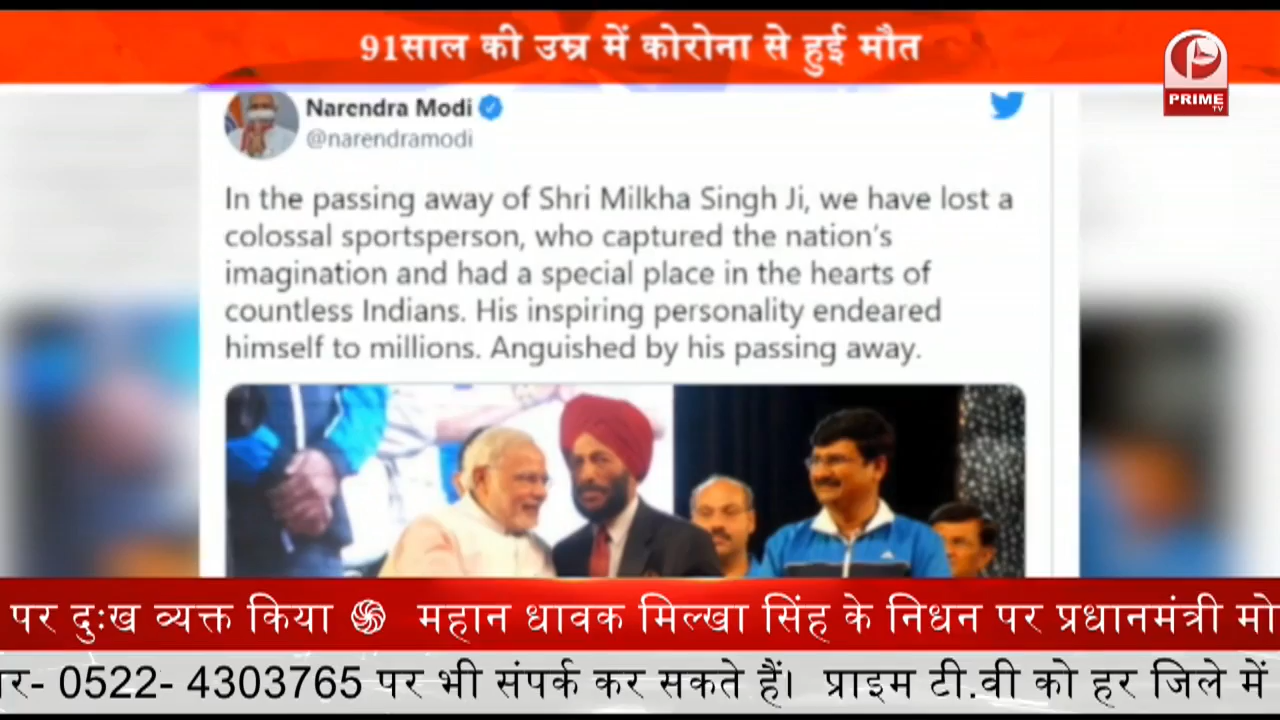 91साल की उम्र में कोरोना से हुई मौत
PRIME
TV
Narendra Modi
@narendramodi
In the passing away of Shri Milkha Singh Ji, we have lost a
colossal sportsperson, who captured the nation's
imagination and had a special place in the hearts of
countless Indians. His inspiring personality endeared
himself to millions. Anguished by his passing away.
पर दुःख व्यक्त किया महान धावक मिल्खा सिंह के निधन पर प्रधानमंत्री मो
र- 0522- 4303765 पर भी संपर्क कर सकते हैं। प्राइम टी.वी को हर जिले में